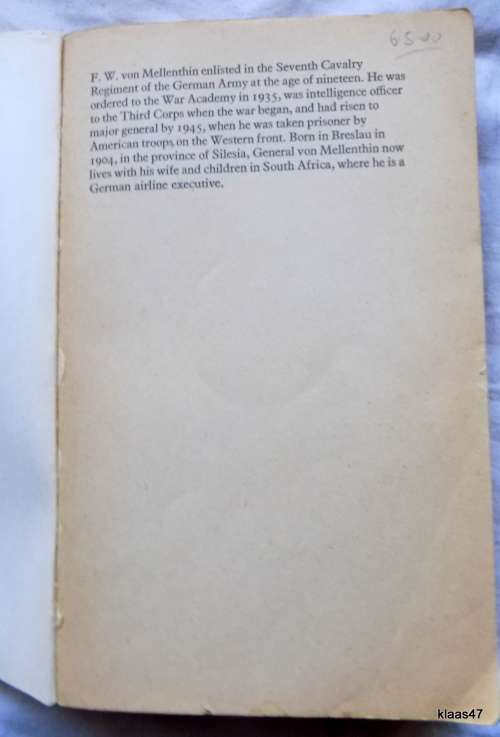 6500
F. W. von Mellenthin enlisted in the Seventh Cavalry
Regiment of the German Army at the age of nineteen. He was
ordered to the War Academy in 1935, was intelligence officer
to the Third Corps when the war began, and had risen to
major general by 1945, when he was taken prisoner by
American troops on the Western front. Born in Breslau in
1904, in the province of Silesia, General von Mellenthin now
lives with his wife and children in South Africa, where he is a
German airline executive.
klaas47